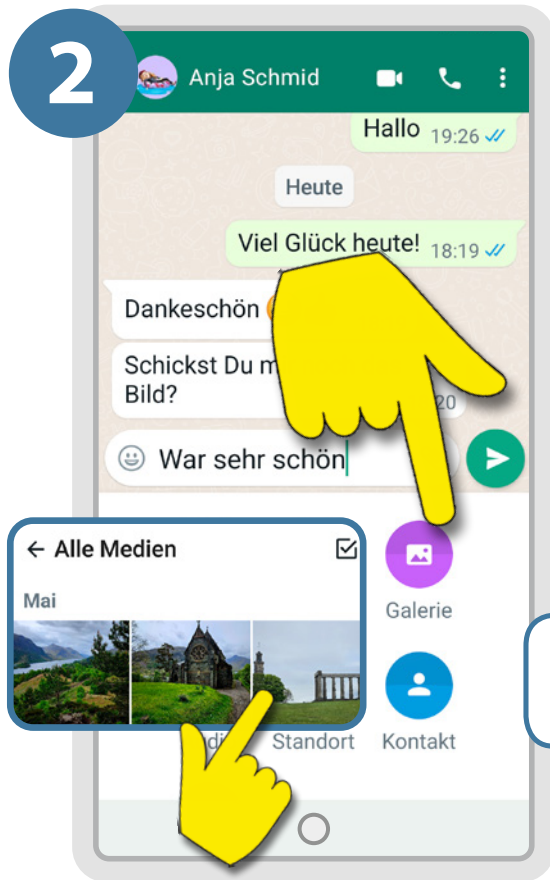 2
Anja Schmid
Hallo 19:26
Heute
Viel Glück heute! 18:19
Dankeschön
Schickst Du
Bild? 20
War sehr schön
← Alle Medien
Mai
Galerie
Standort Kontakt